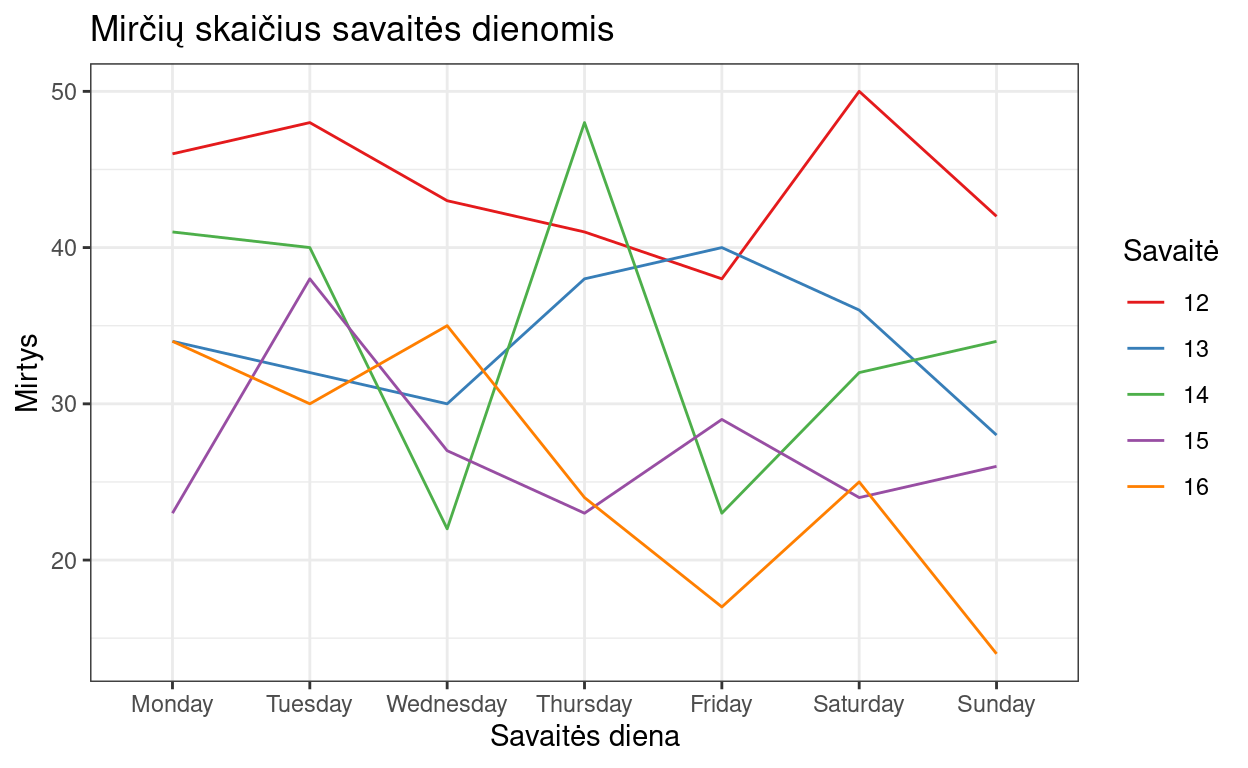 Mirčių skaičius savaitės dienomis
50
40
30
20
Mirtys
Monday Tuesday Wednesday Thursday Friday Saturday Sunday
Savaitės diena
Savaitė
12
13
14
15
16